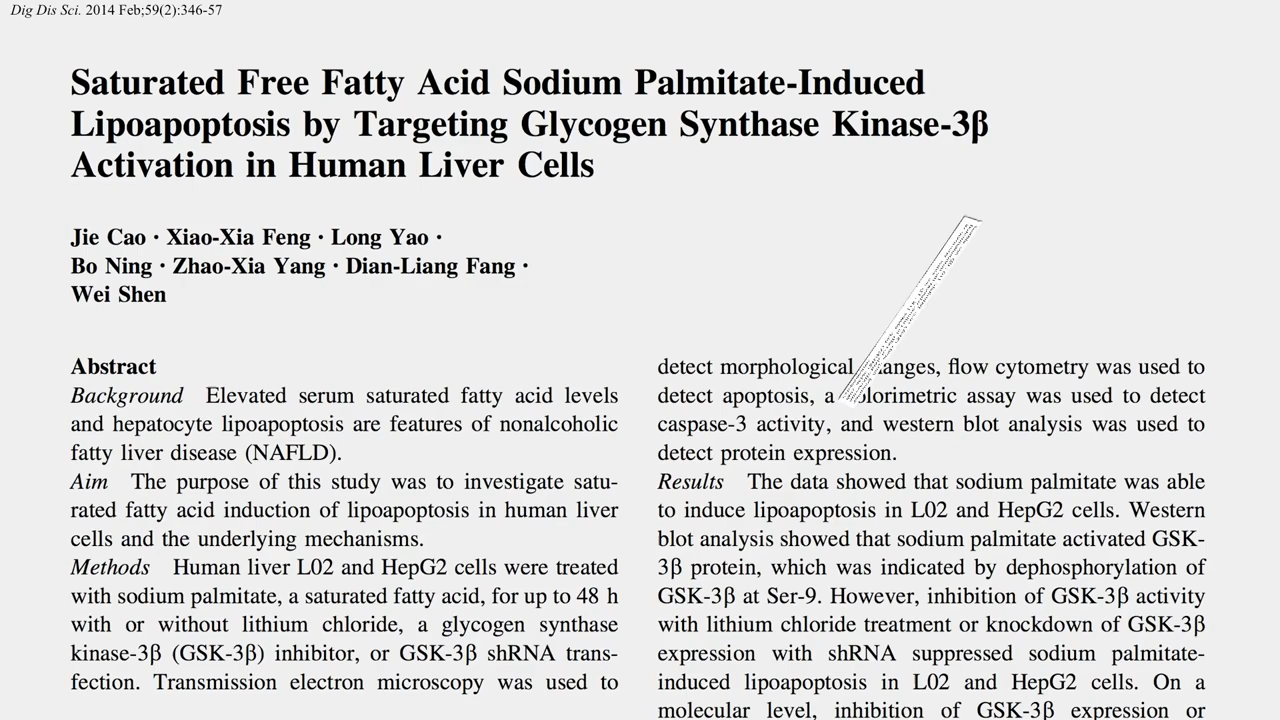 Dig Dis Sci. 2014 Feb;59(2):346-57
Saturated Free Fatty Acid Sodium Palmitate-Induced
Lipoapoptosis by Targeting Glycogen Synthase Kinase-3β
Activation in Human Liver Cells
Jie Cao · Xiao-Xia Feng · Long Yao ·
Bo Ning · Zhao-Xia Yang · Dian-Liang Fang ·
Wei Shen
Abstract
Background Elevated serum saturated fatty acid levels
and hepatocyte lipoapoptosis are features of nonalcoholic
fatty liver disease (NAFLD).
Aim The purpose of this study was to investigate satu-
rated fatty acid induction of lipoapoptosis in human liver
cells and the underlying mechanisms.
Methods Human liver L02 and HepG2 cells were treated
with sodium palmitate, a saturated fatty acid, for up to 48 h
with or without lithium chloride, a glycogen synthase
kinase-3β (GSK-3β) inhibitor, or GSK-3β shRNA trans-
fection. Transmission electron microscopy was used to
detect morphological flow cytometry was used to
detect apoptosis, a assay was used to detect
caspase-3 activity, and western blot analysis was used to
detect protein expression.
Results The data showed that sodium palmitate was able
to induce lipoapoptosis in L02 and HepG2 cells. Western
blot analysis showed that sodium palmitate activated GSK-
3β protein, which was indicated by dephosphorylation of
GSK-3β at Ser-9. However, inhibition of GSK-3β activity
with lithium chloride treatment or knockdown of GSK-3β
expression with shRNA suppressed sodium palmitate-
induced lipoapoptosis in L02 and HepG2 cells. On a
molecular level, inhibition of GSK-3β expression or